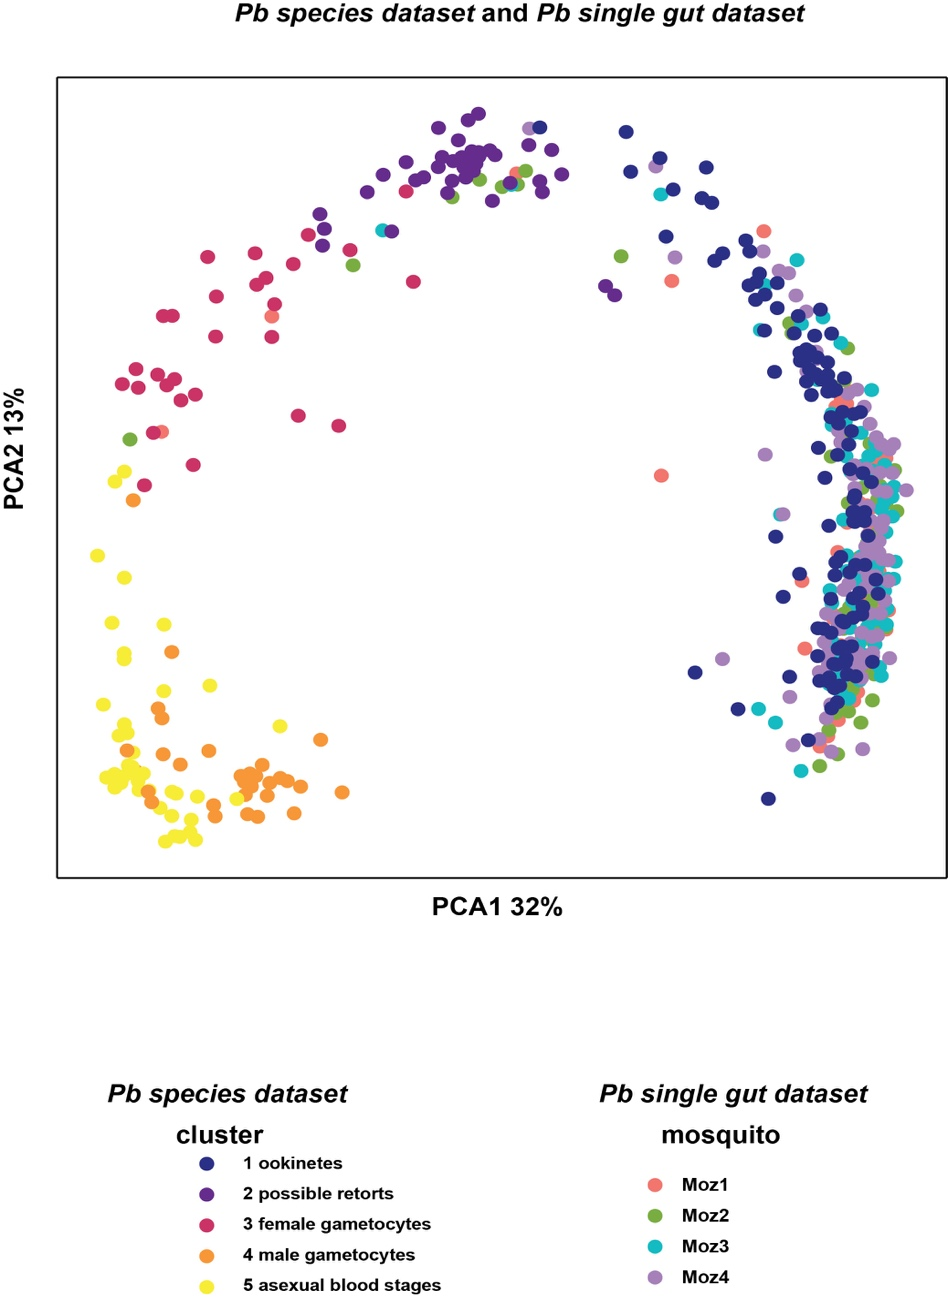 Pb species dataset and Pb single gut dataset
PCA2 13%
PCA1 32%
Pb species dataset
cluster
1 ookinetes
2 possible retorts
3 female gametocytes
4 male gametocytes
5 asexual blood stages
Pb single gut dataset
mosquito
Moz1
Moz2
Moz3
Moz4